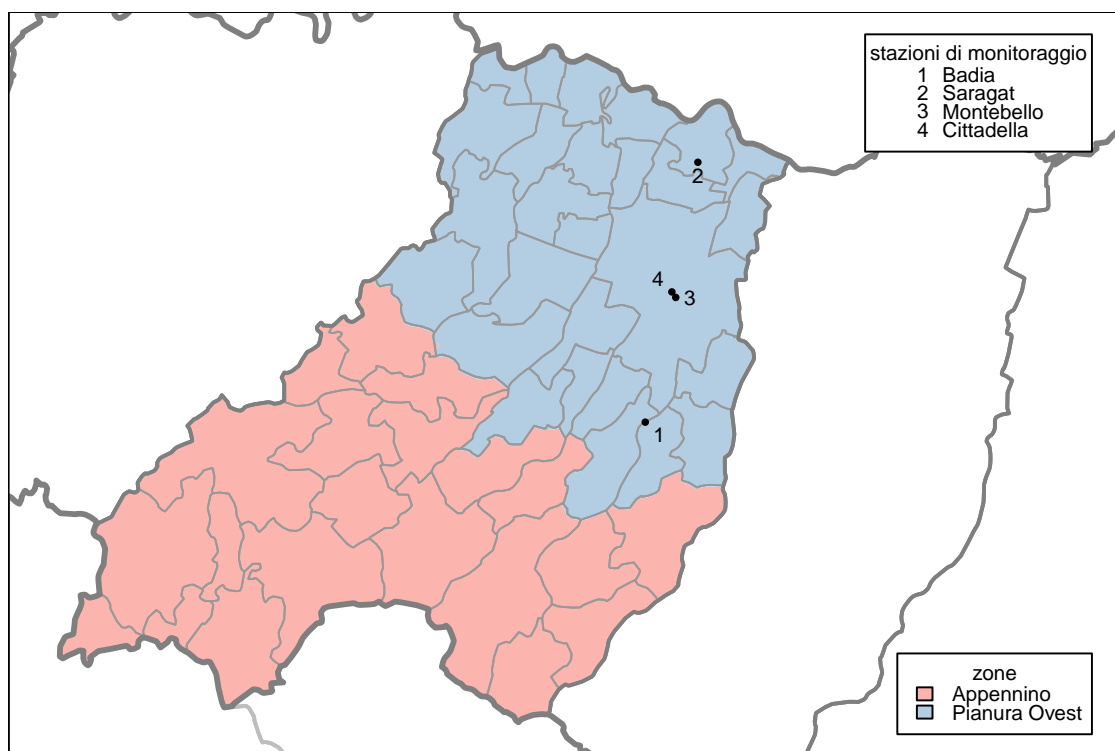 stazioni di monitoraggio
1 Badia
2 Saragat
3 Montebello
4 Cittadella
2
4
3
1
zone
Appennino
Pianura Ovest